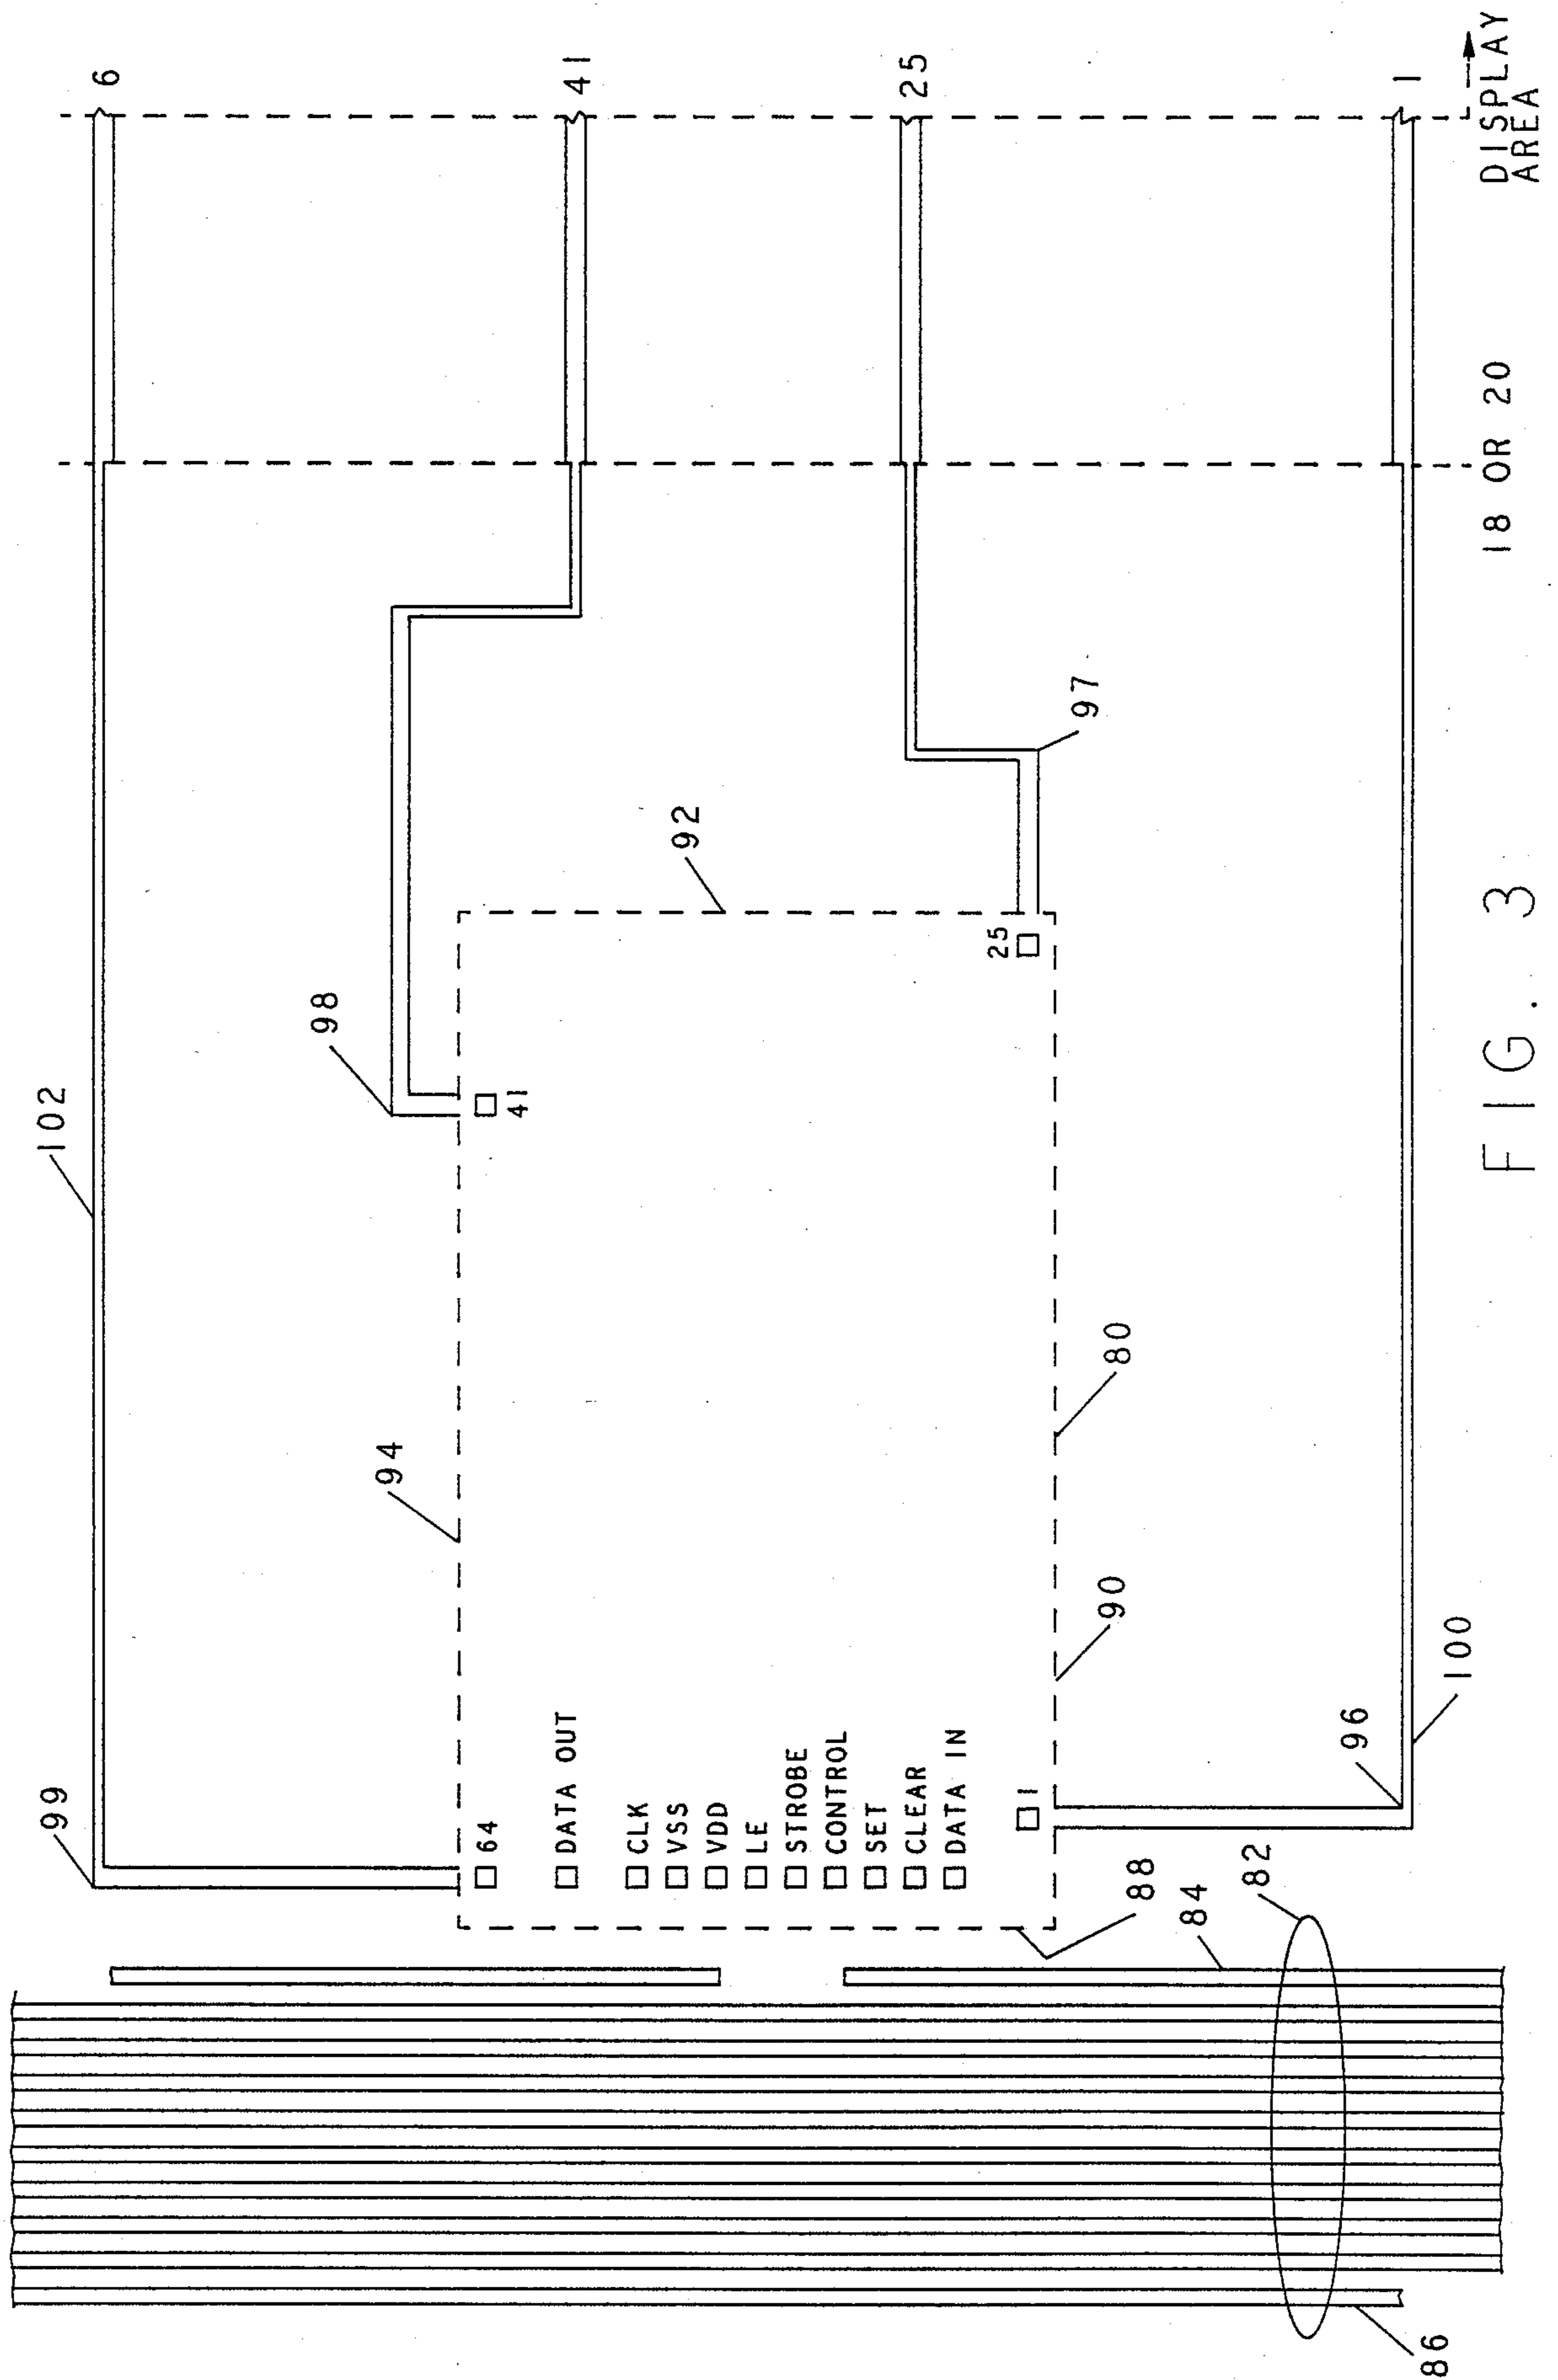 102
6
99
94
98
41
64
DATA OUT
CLK
VSS
VDD
LE
STROBE
CONTROL
SET
CLEAR
DATA IN
1
41
92
25
25
97
88
84
82
90
80
96
100
1
86
18 OR 20
DISPLAY
AREA
FIG. 3